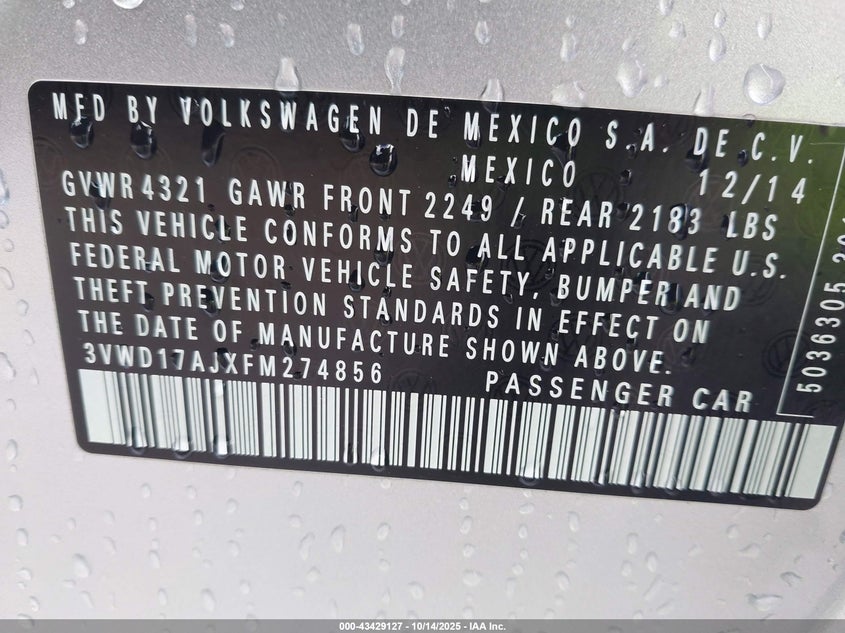 MFD BY VOLKSWAGEN DE MEXICO S.A. DE C.V.
MEXICO 12/14
GVWR 4321 GAWR FRONT 2249 / REAR 2183 LBS
THIS VEHICLE CONFORMS TO ALL APPLICABLE U.S.
FEDERAL MOTOR VEHICLE SAFETY, BUMPER AND
THEFT PREVENTION STANDARDS IN EFFECT ON
THE DATE OF MANUFACTURE SHOWN ABOVE.
3VWD17AJXFM274856
PASSENGER CAR
5036305
000-43429127 - 10/14/2025 - IAA Inc.